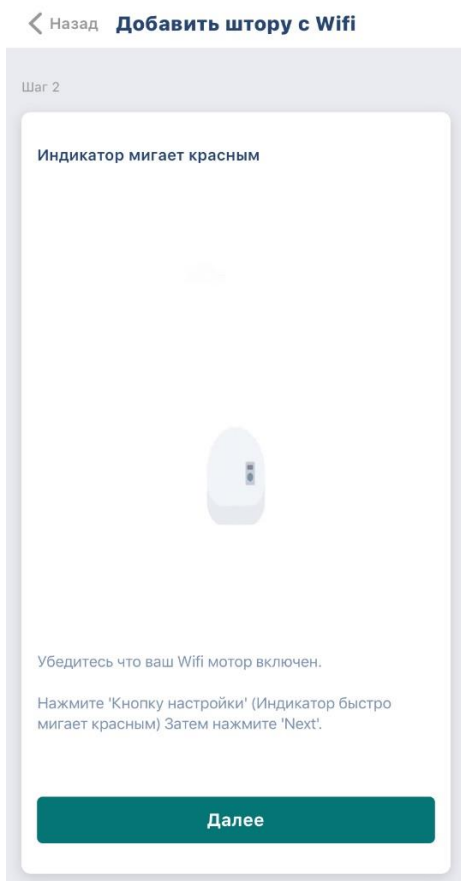 Назад Добавить штору с Wifi
Шаг 2
Индикатор мигает красным
Убедитесь что ваш Wifi мотор включен.
Нажмите 'Кнопку настройки' (Индикатор быстро
мигает красным) Затем нажмите 'Next'.
Далее